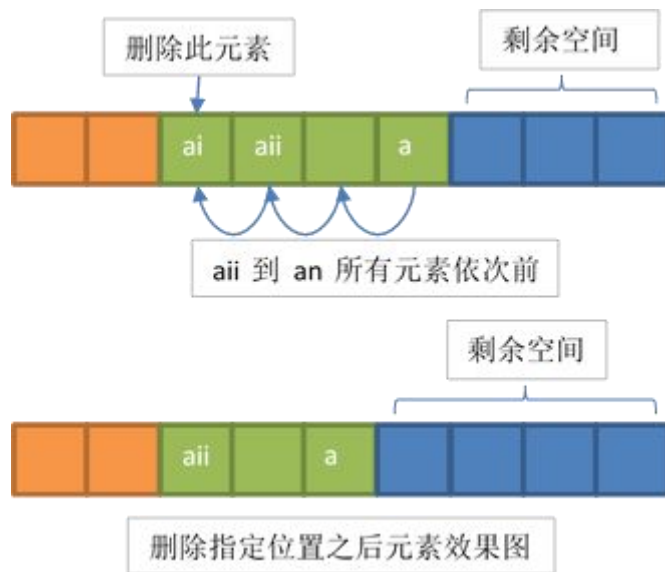 删除此元素
剩余空间
ai aii a
aii 到 an 所有元素依次前
剩余空间
aii a
删除指定位置之后元素效果图